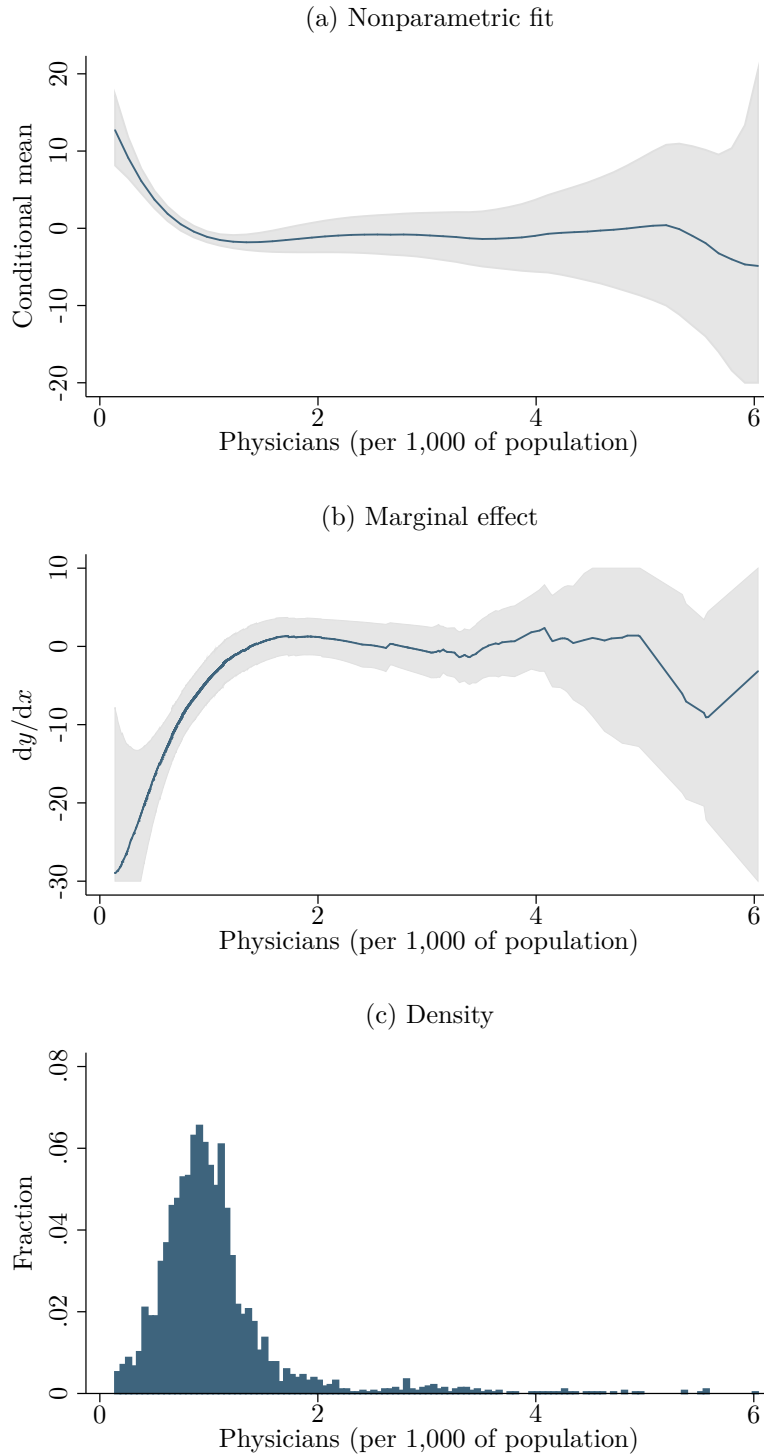 (a) Nonparametric fit
Conditional mean
20
10
0
-10
-20
0 2 4 6
Physicians (per 1,000 of population)
(b) Marginal effect
dy/dx
10
0
-10
-20
-30
0 2 4 6
Physicians (per 1,000 of population)
(c) Density
Fraction
.08
.06
.04
.02
0
0 2 4 6
Physicians (per 1,000 of population)